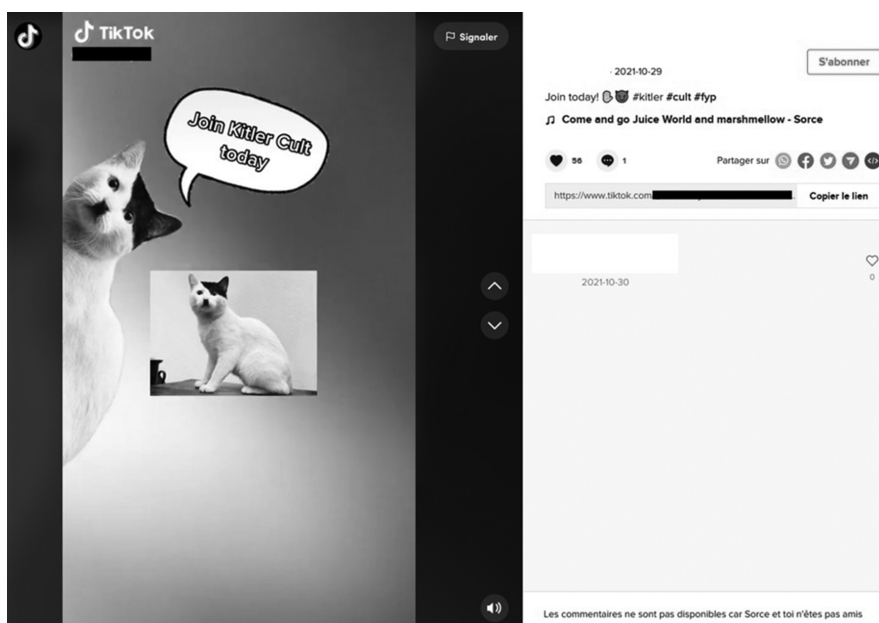 TikTok
Signaler
Join Kitler Cult
today
S'abonner
· 2021-10-29
Join today! #kitler #cult #fyp
Come and go Juice World and marshmellow - Sorce
56
1
Partager sur
https://www.tiktok.com/
Copier le lien
0
2021-10-30
Les commentaires ne sont pas disponibles car Sorce et toi n'êtes pas amis